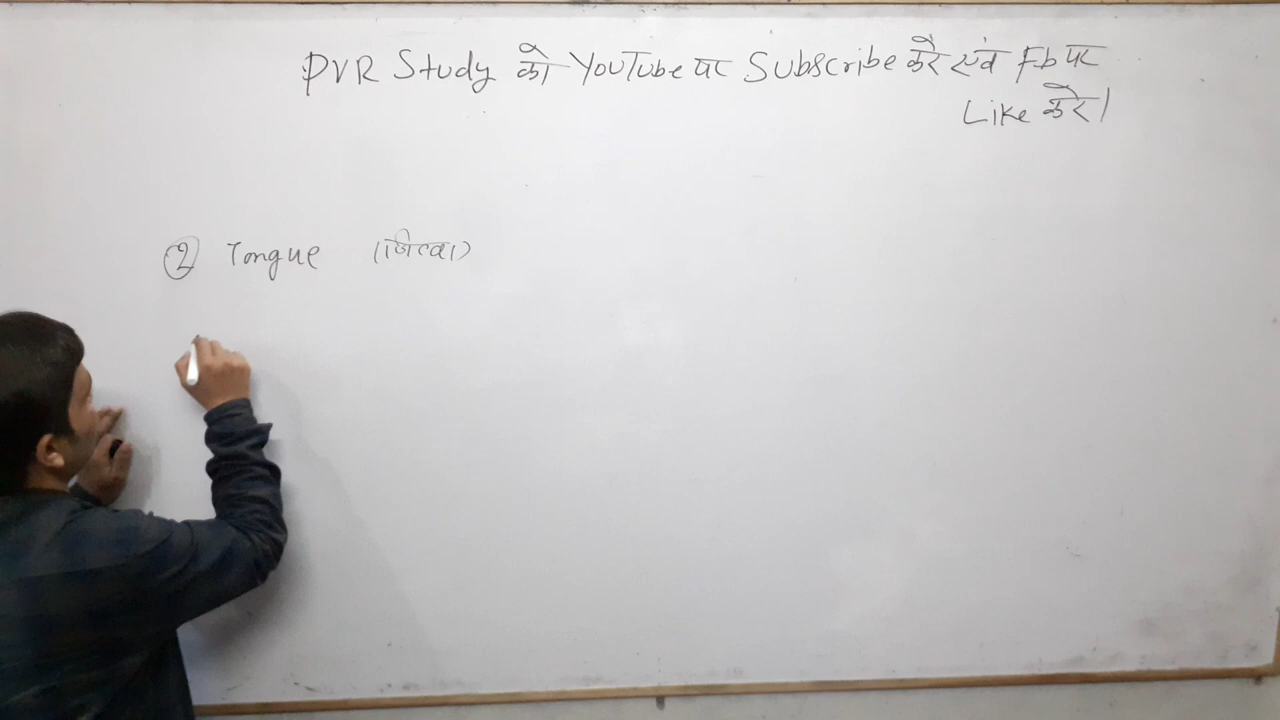 PVR Study को YouTube पर Subscribe करें एवं Fb पर
Like करें।
② Tongue (जिह्वा)